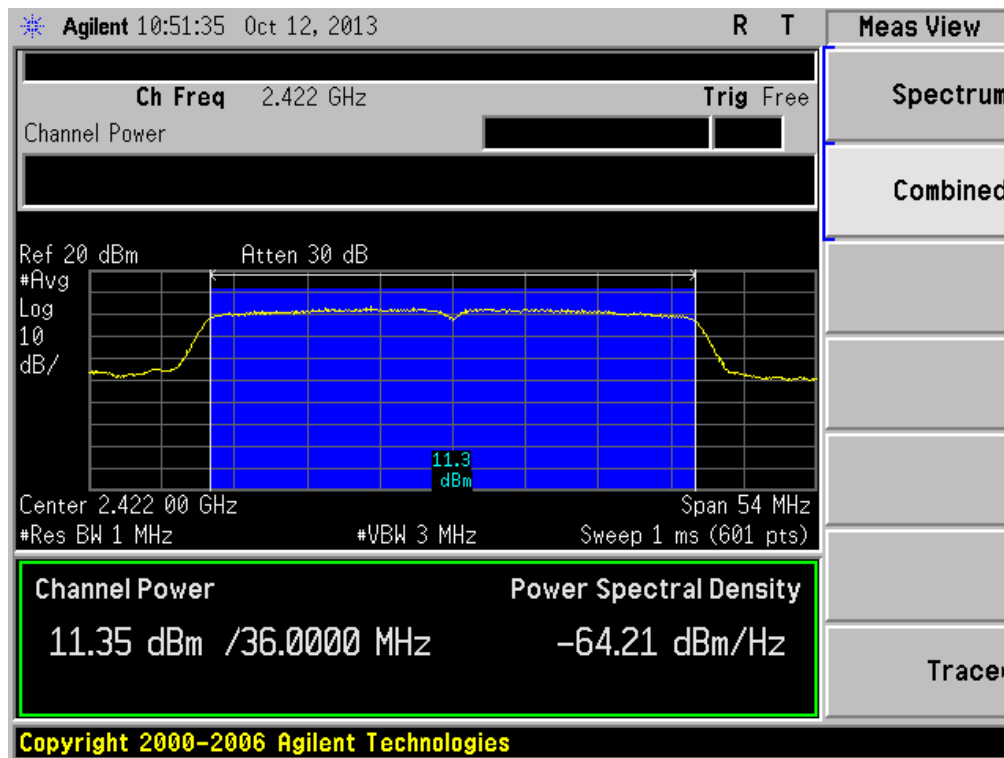 Agilent 10:51:35 Oct 12, 2013 R T
Meas View
Ch Freq 2.422 GHz Trig Free
Channel Power
Spectrum
Combined
Ref 20 dBm Atten 30 dB
#Avg
Log
10
dB/
11.3
dBm
Center 2.422 00 GHz Span 54 MHz
#Res BW 1 MHz #VBW 3 MHz Sweep 1 ms (601 pts)
Channel Power Power Spectral Density
11.35 dBm /36.0000 MHz -64.21 dBm/Hz
Copyright 2000-2006 Agilent Technologies